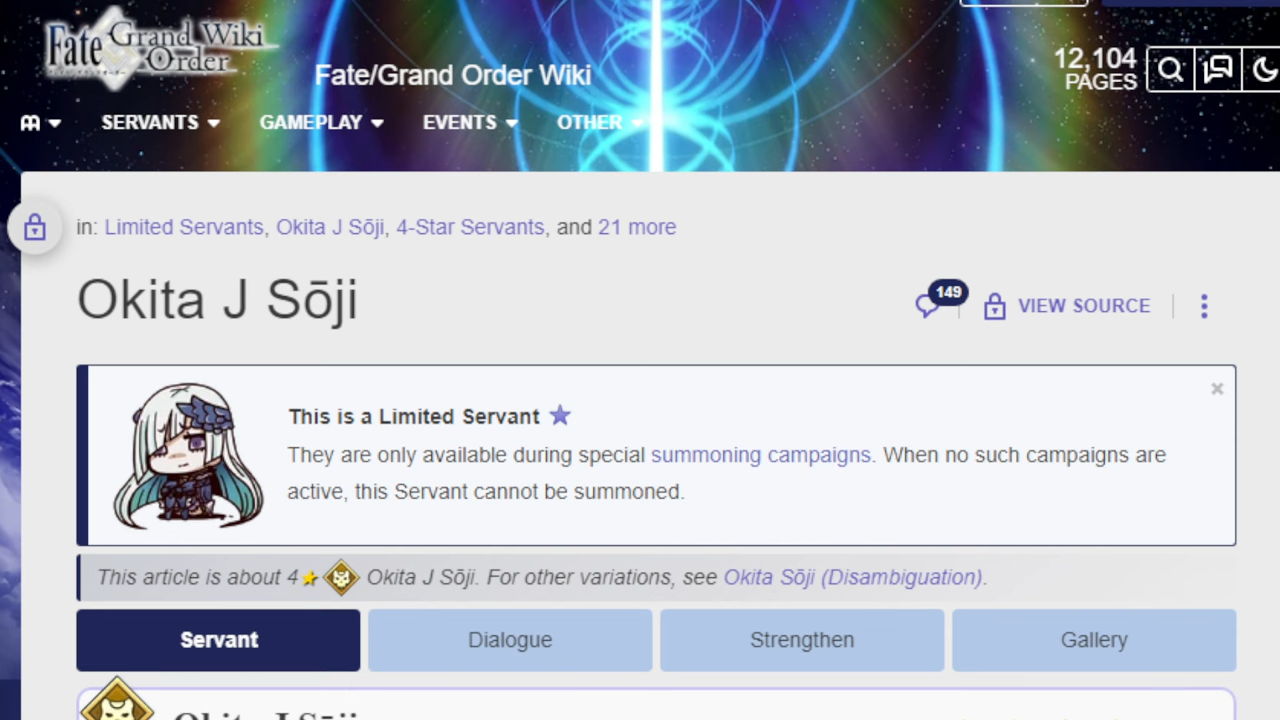 Fate Grand Wiki
Order
Fate/Grand Order Wiki
12,104
PAGES
SERVANTS GAMEPLAY EVENTS OTHER
in: Limited Servants, Okita J Sōji, 4-Star Servants, and 21 more
Okita J Sōji
149
VIEW SOURCE
This is a Limited Servant
They are only available during special summoning campaigns. When no such campaigns are
active, this Servant cannot be summoned.
This article is about 4 Okita J Sōji. For other variations, see Okita Sōji (Disambiguation).
Servant Dialogue Strengthen Gallery
Okita J Sōji